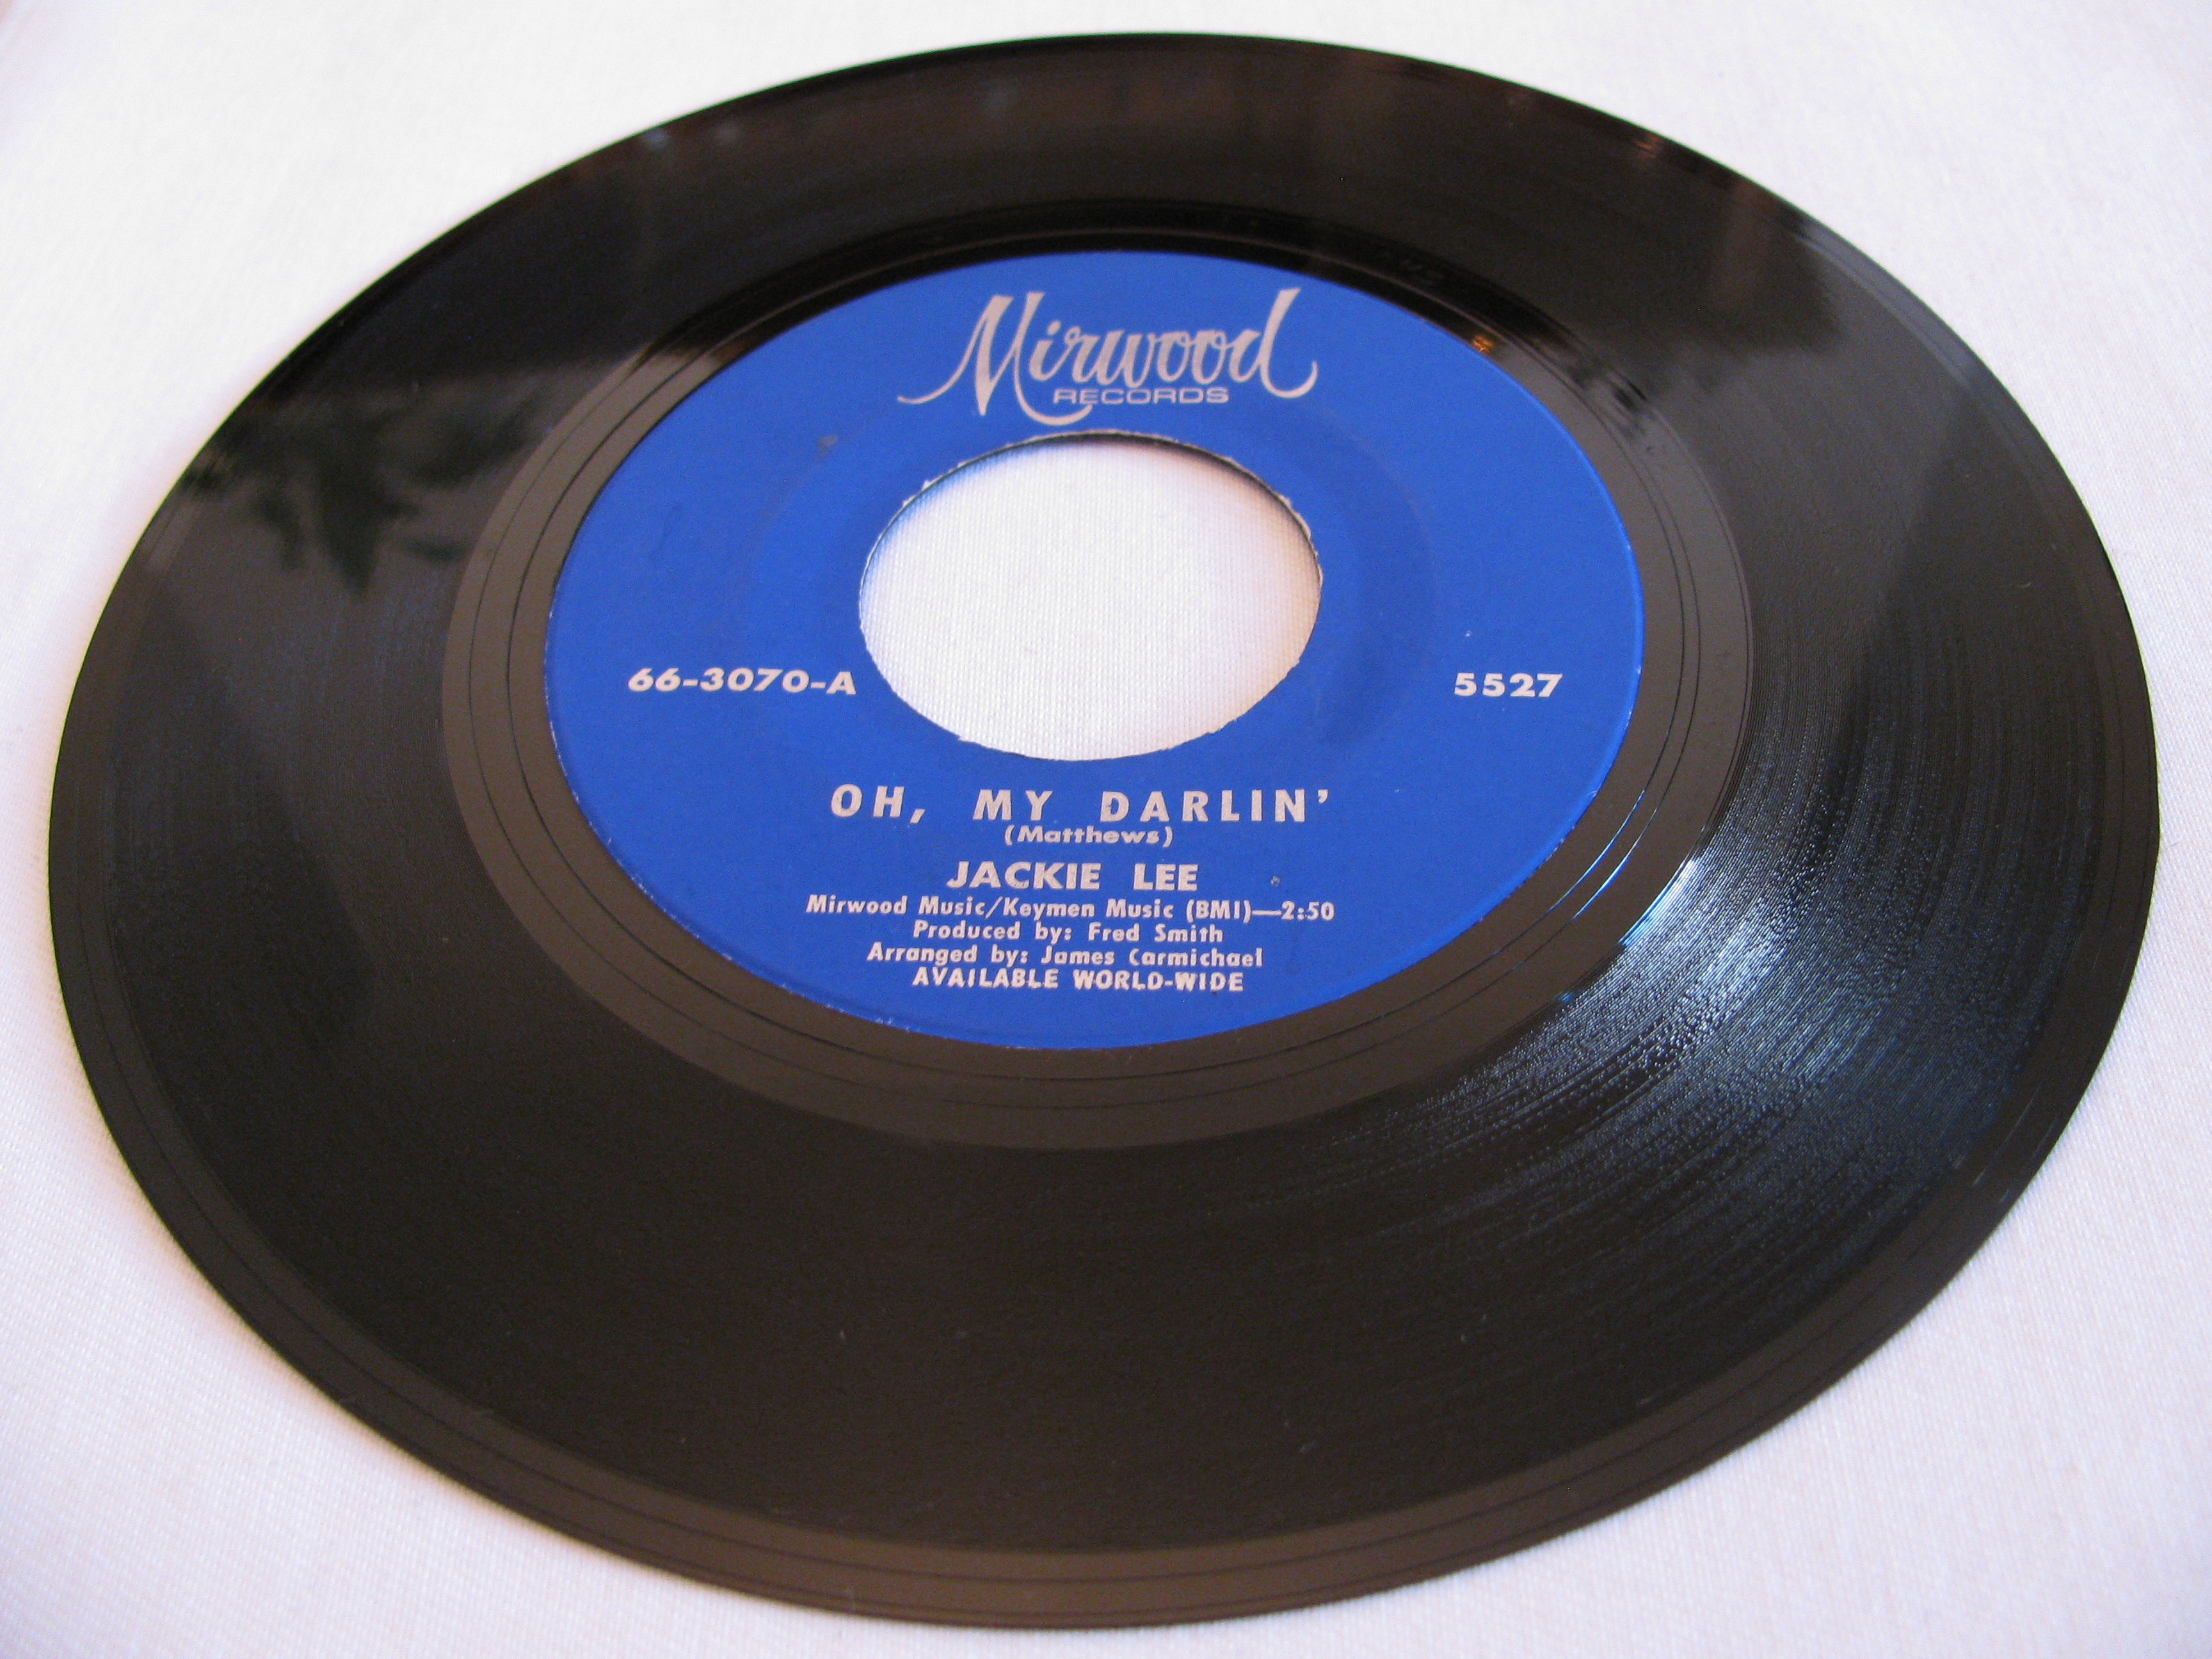 Mirwood
RECORDS
66-3070-A
5527
OH, MY DARLIN'
(Matthews)
JACKIE LEE
Mirwood Music/Keymen Music (BMI)—2:50
Produced by: Fred Smith
Arranged by: James Carmichael
AVAILABLE WORLD-WIDE